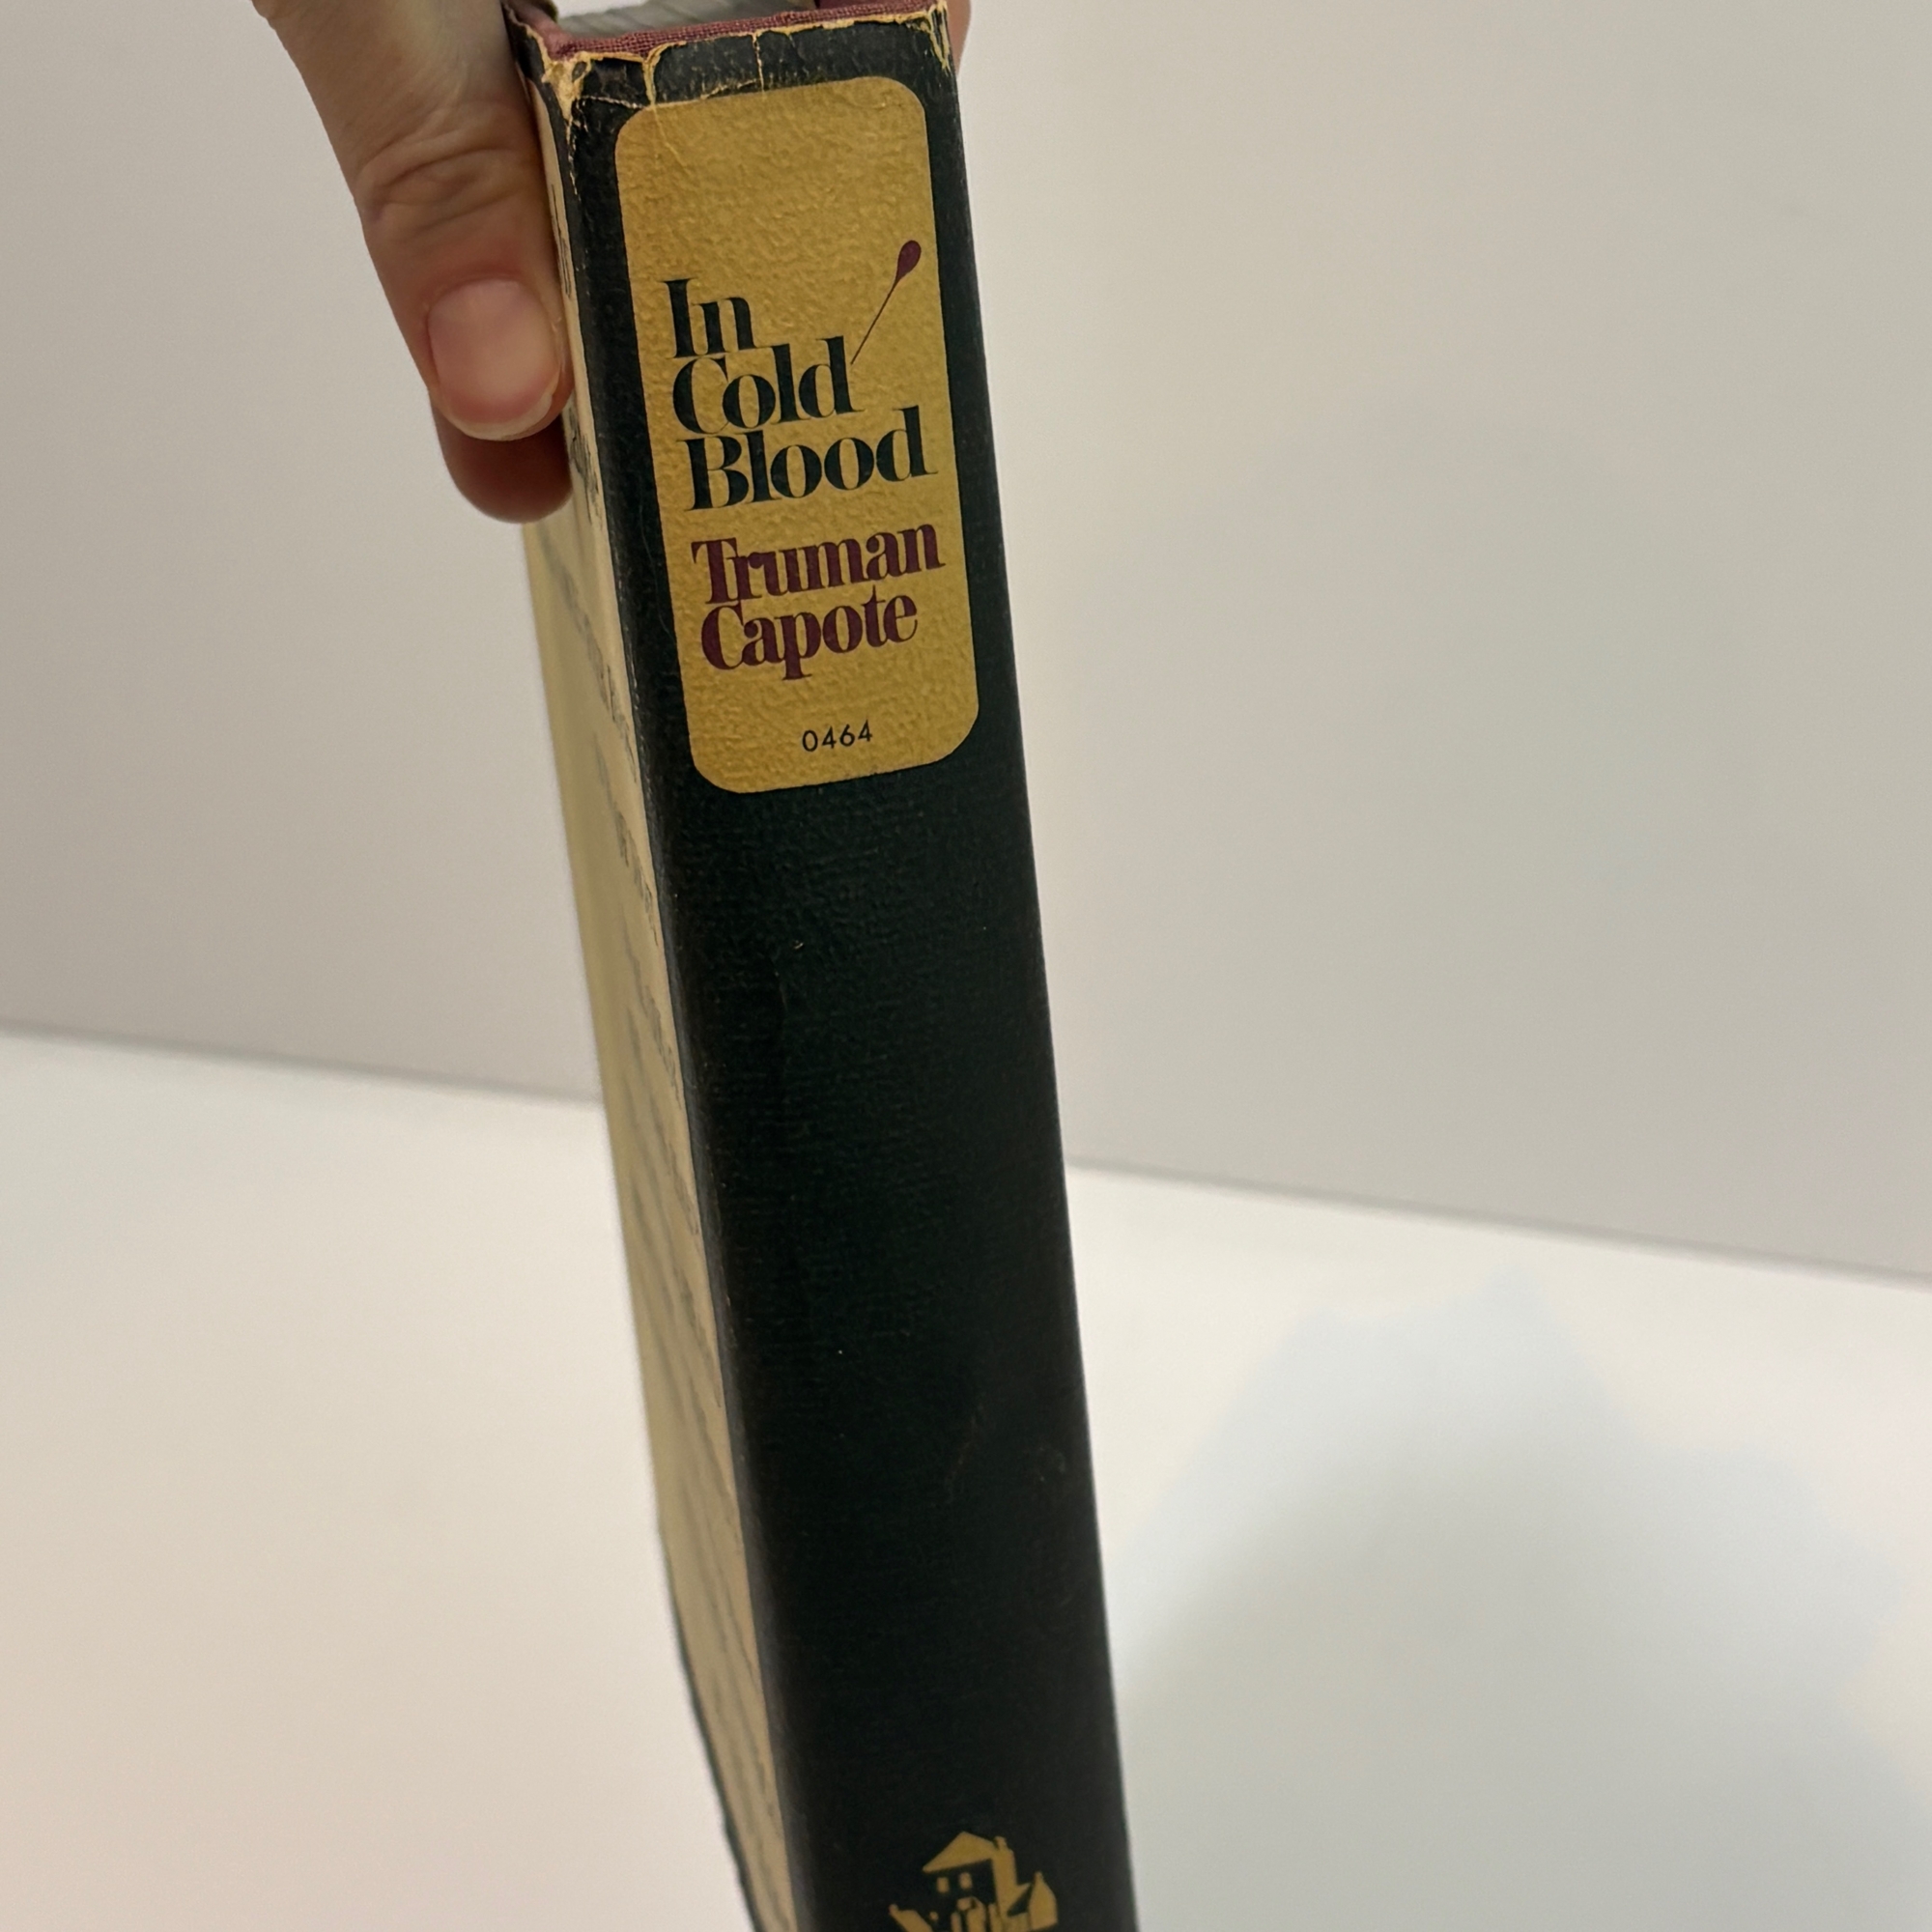 In
Cold
Blood
Truman
Capote
0464